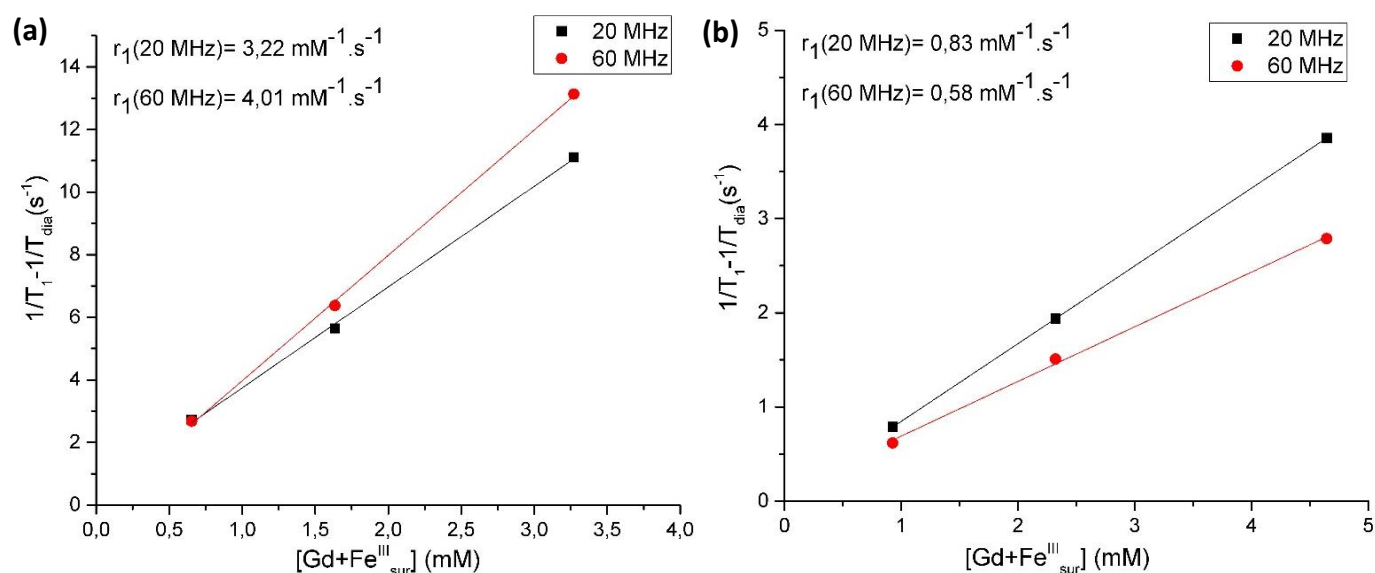 (a)
r1(20 MHz)= 3,22 mM⁻¹.s⁻¹
r1(60 MHz)= 4,01 mM⁻¹.s⁻¹
20 MHz
60 MHz
1/T1-1/Tdia(s⁻¹)
14
12
10
8
6
4
2
0
0,0 0,5 1,0 1,5 2,0 2,5 3,0 3,5 4,0
[Gd+Feᴵᴵᴵsur] (mM)
(b)
r1(20 MHz)= 0,83 mM⁻¹.s⁻¹
r1(60 MHz)= 0,58 mM⁻¹.s⁻¹
20 MHz
60 MHz
1/T1-1/Tdia(s⁻¹)
5
4
3
2
1
0
0 1 2 3 4 5
[Gd+Feᴵᴵᴵsur] (mM)